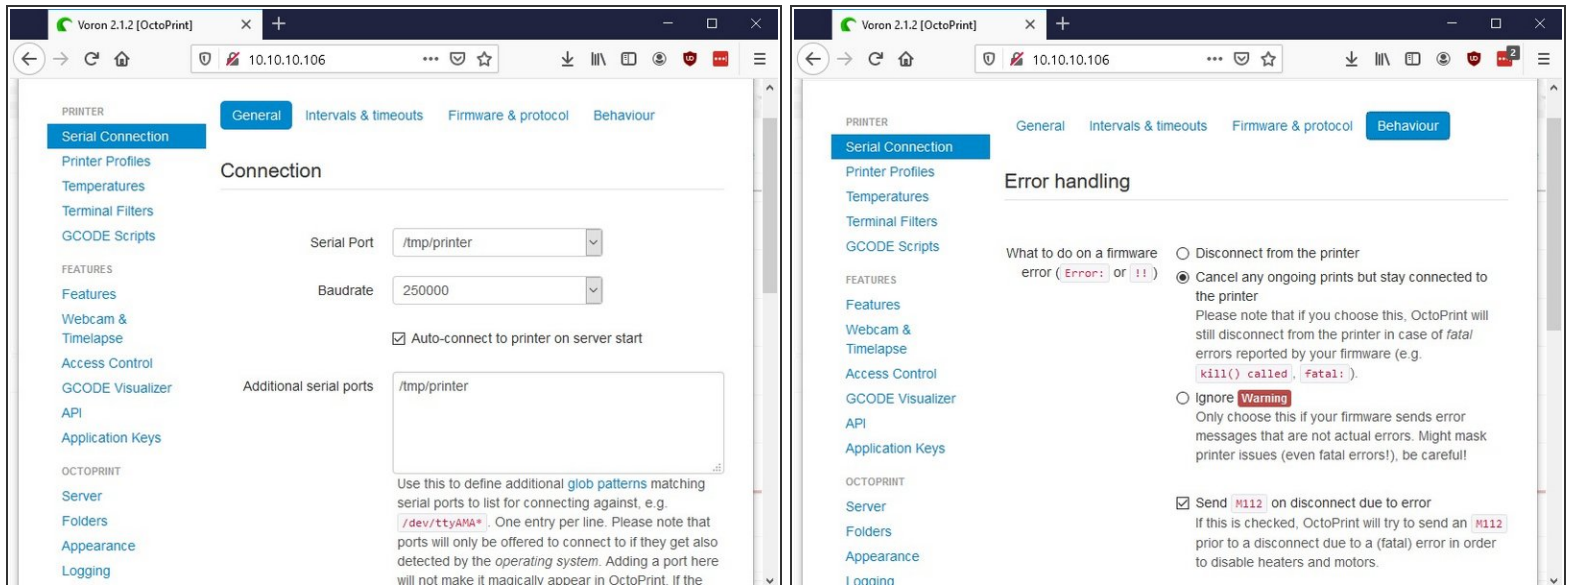 Voron 2.1.2 [OctoPrint]
10.10.10.106
PRINTER
Serial Connection
Printer Profiles
Temperatures
Terminal Filters
GCODE Scripts
FEATURES
Features
Webcam &
Timelapse
Access Control
GCODE Visualizer
API
Application Keys
OCTOPRINT
Server
Folders
Appearance
Logging
General Intervals & timeouts Firmware & protocol Behaviour
Connection
Serial Port /tmp/printer
Baudrate 250000
Auto-connect to printer on server start
Additional serial ports /tmp/printer
Use this to define additional glob patterns matching
serial ports to list for connecting against, e.g.
/dev/ttyAMA* . One entry per line. Please note that
ports will only be offered to connect to if they get also
detected by the operating system. Adding a port here
will not make it magically appear in OctoPrint. If the
Voron 2.1.2 [OctoPrint]
10.10.10.106
2
PRINTER
Serial Connection
Printer Profiles
Temperatures
Terminal Filters
GCODE Scripts
FEATURES
Features
Webcam &
Timelapse
Access Control
GCODE Visualizer
API
Application Keys
OCTOPRINT
Server
Folders
Appearance
Logging
General Intervals & timeouts Firmware & protocol Behaviour
Error handling
What to do on a firmware
error ( Error: or !! )
Disconnect from the printer
Cancel any ongoing prints but stay connected to
the printer
Please note that if you choose this, OctoPrint will
still disconnect from the printer in case of fatal
errors reported by your firmware (e.g.
kill() called , fatal: ).
Ignore Warning
Only choose this if your firmware sends error
messages that are not actual errors. Might mask
printer issues (even fatal errors!), be careful!
Send M112 on disconnect due to error
If this is checked, OctoPrint will try to send an M112
prior to a disconnect due to a (fatal) error in order
to disable heaters and motors.